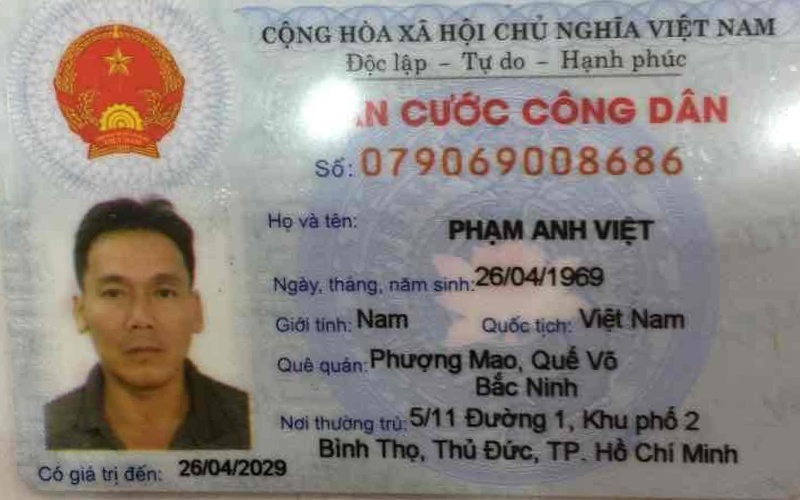 CỘNG HÒA XÃ HỘI CHỦ NGHĨA VIỆT NAM
Độc lập - Tự do - Hạnh phúc
CƯỚC CÔNG DÂN
Số: 079069008686
Họ và tên: PHẠM ANH VIỆT
Ngày, tháng, năm sinh: 26/04/1969
Giới tính: Nam Quốc tịch: Việt Nam
Quê quán: Phượng Mao, Quế Võ
Bắc Ninh
Nơi thường trú: 5/11 Đường 1, Khu phố 2
Bình Thọ, Thủ Đức, TP. Hồ Chí Minh
Có giá trị đến: 26/04/2029